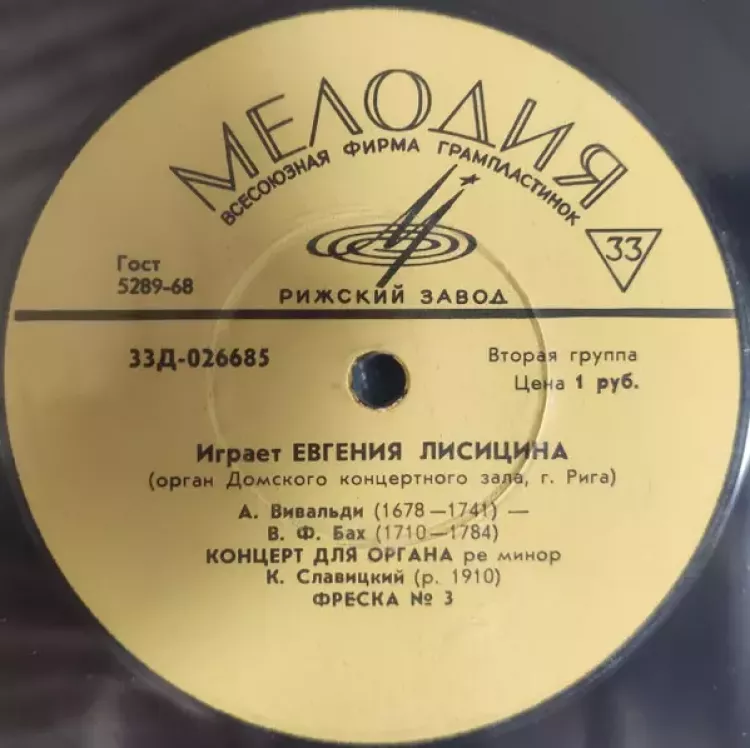 МЕЛОДИЯ
ВСЕСОЮЗНАЯ ФИРМА ГРАМПЛАСТИНОК
33
Гост
5289-68
РИЖСКИЙ ЗАВОД
33Д-026685
Вторая группа
Цена 1 руб.
Играет ЕВГЕНИЯ ЛИСИЦИНА
(орган Домского концертного зала, г. Рига)
А. Вивальди (1678—1741) —
В. Ф. Бах (1710—1784)
КОНЦЕРТ ДЛЯ ОРГАНА ре минор
К. Славицкий (р. 1910)
ФРЕСКА № 3